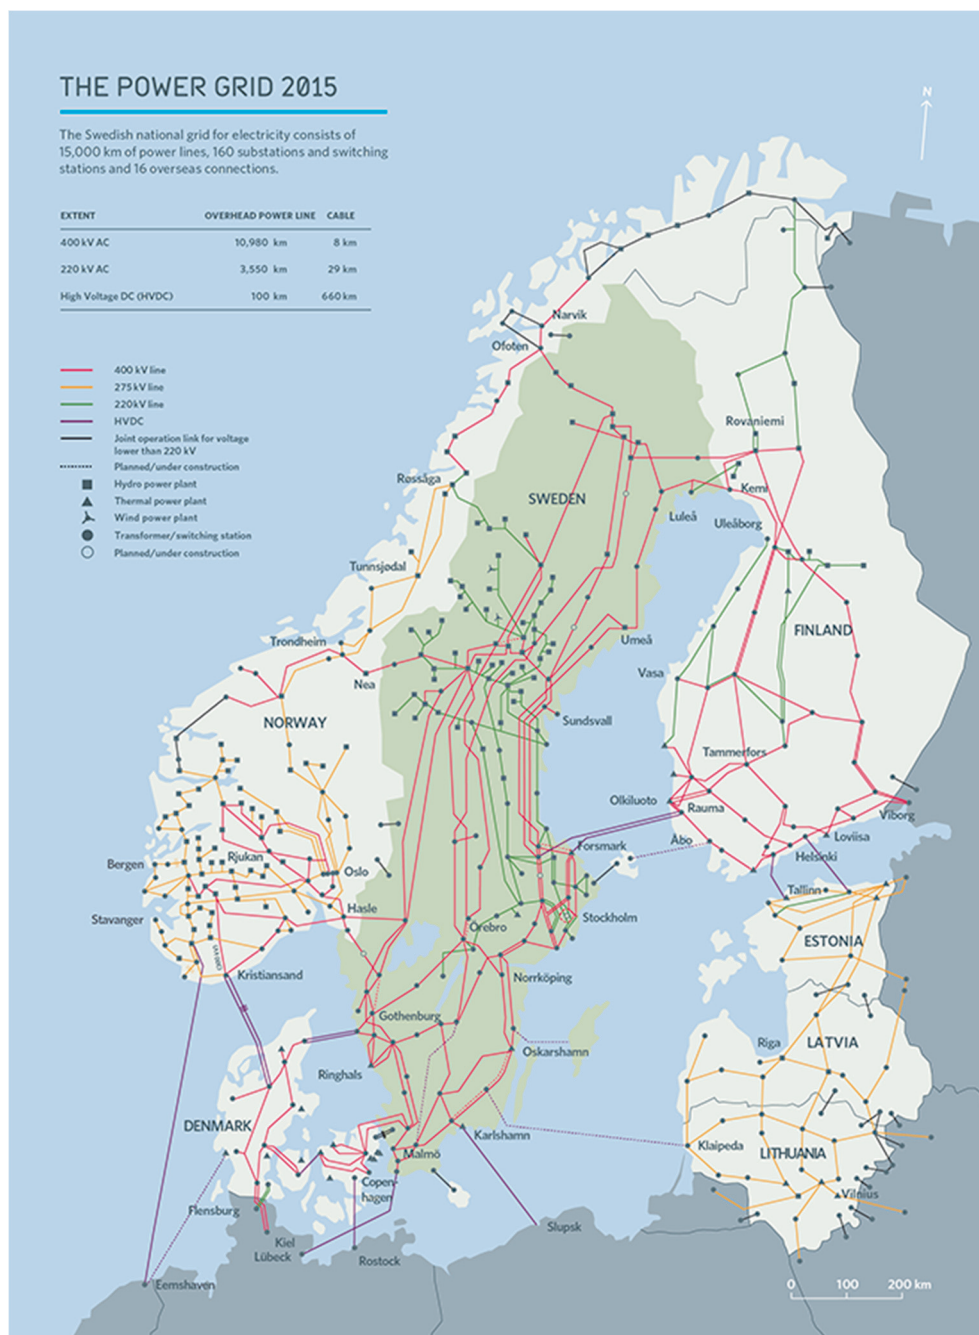 THE POWER GRID 2015
The Swedish national grid for electricity consists of
15,000 km of power lines, 160 substations and switching
stations and 16 overseas connections.
EXTENT OVERHEAD POWER LINE CABLE
400 kV AC 10,980 km 8 km
220 kV AC 3,550 km 29 km
High Voltage DC (HVDC) 100 km 660 km
400 kV line
275 kV line
220kV line
HVDC
Joint operation link for voltage
lower than 220 kV
Planned/under construction
Hydro power plant
Thermal power plant
Wind power plant
Transformer/switching station
Planned/under construction
N
Narvik
Ofoten
Rovaniemi
Røssåga
SWEDEN
Kemi
Luleå
Uleåborg
Tunnsjødal
FINLAND
Trondheim
Umeå
Vasa
Nea
NORWAY
Sundsvall
Tammerfors
Olkiluoto
Rauma
Viborg
Åbo
Loviisa
Forsmark
Helsinki
Bergen
Rjukan
Oslo
Tallinn
Hasle
Stavanger
Stockholm
Örebro
ESTONIA
Kristiansand
Norrköping
Gothenburg
Riga
LATVIA
Oskarshamn
Ringhals
DENMARK
Karlshamn
Klaipeda
LITHUANIA
Malmö
Copen-
hagen
Vilnius
Flensburg
Slupsk
Kiel
Lübeck
Rostock
Eemshaven
0 100 200 km